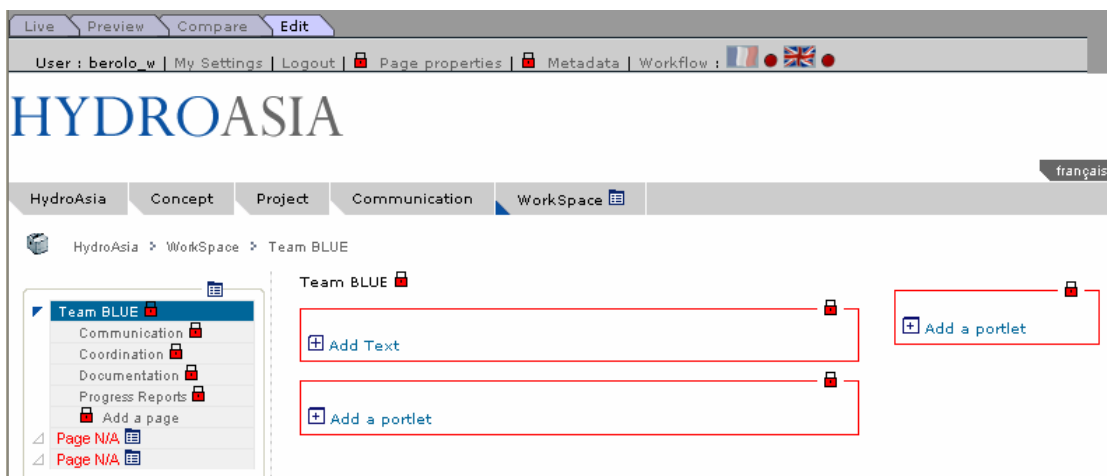 Live Preview Compare Edit
User : berolo_w | My Settings | Logout | Page properties | Metadata | Workflow :
HYDROASIA
français
HydroAsia Concept Project Communication WorkSpace
HydroAsia > WorkSpace > Team BLUE
Team BLUE
Team BLUE
Communication
Coordination
Documentation
Progress Reports
Add a page
Page N/A
Page N/A
Add Text
Add a portlet
Add a portlet